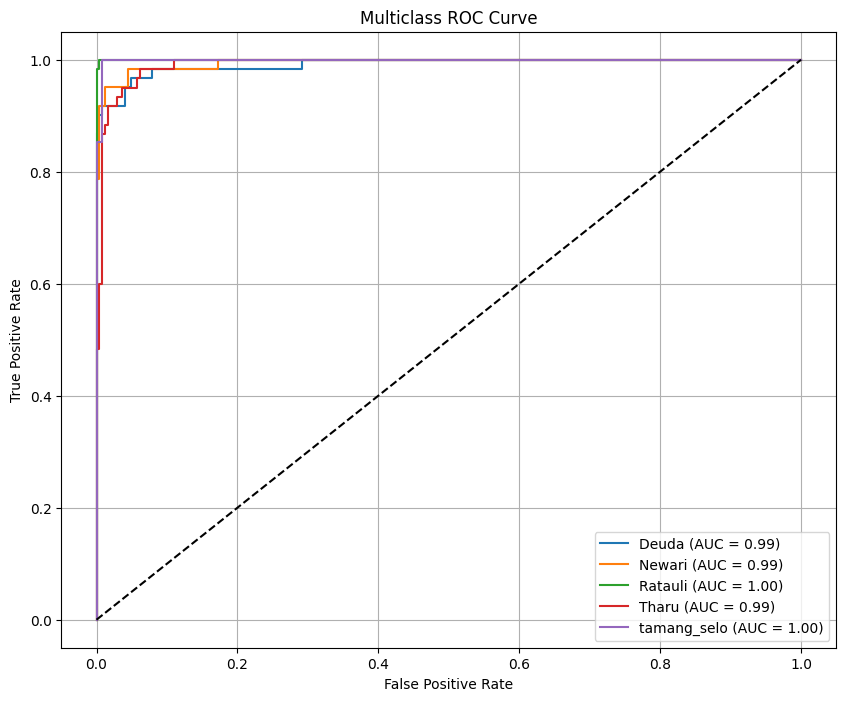 Multiclass ROC Curve
True Positive Rate
1.0
0.8
0.6
0.4
0.2
0.0
Deuda (AUC = 0.99)
Newari (AUC = 0.99)
Ratauli (AUC = 1.00)
Tharu (AUC = 0.99)
tamang_selo (AUC = 1.00)
0.0 0.2 0.4 0.6 0.8 1.0
False Positive Rate